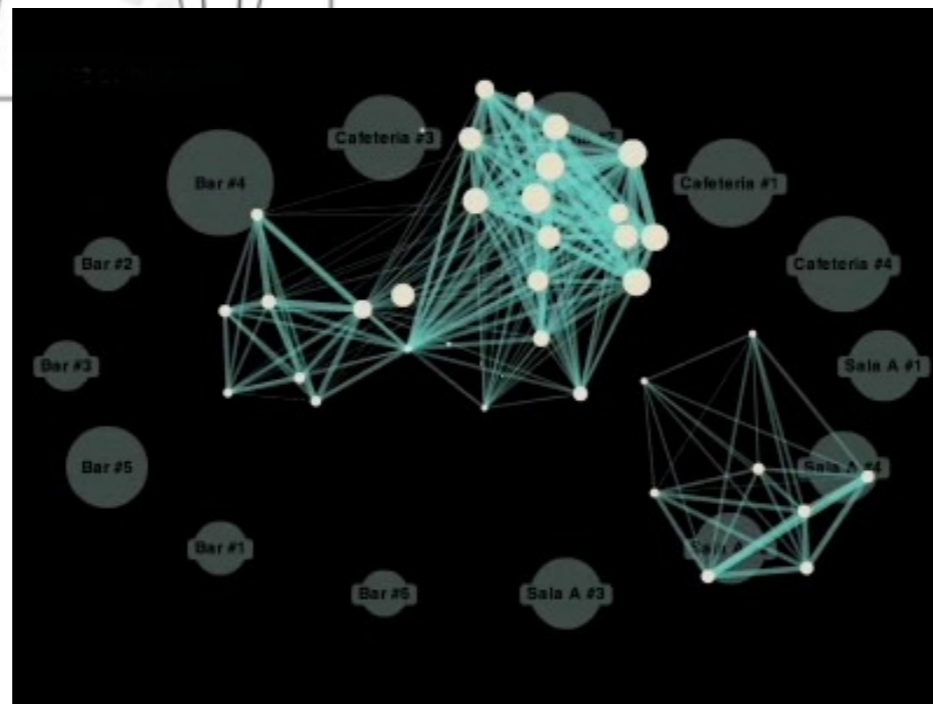 Cafeteria #3
Bar #4
Cafeteria #1
Bar #2
Cafeteria #4
Bar #3
Sala A #1
Bar #5
Sala A #4
Bar #1
Bar #6
Sala A #3